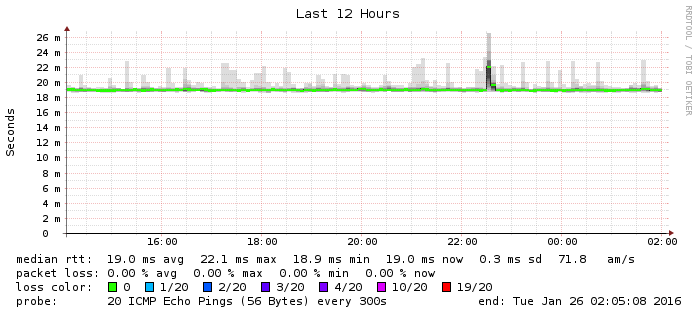 Last 12 Hours
RRDTOOL / TOBI OETIKER
Seconds
26 m
24 m
22 m
20 m
18 m
16 m
14 m
12 m
10 m
8 m
6 m
4 m
2 m
0
16:00 18:00 20:00 22:00 00:00 02:00
median rtt: 19.0 ms avg 22.1 ms max 18.9 ms min 19.0 ms now 0.3 ms sd 71.8 am/s
packet loss: 0.00 % avg 0.00 % max 0.00 % min 0.00 % now
loss color: 0 1/20 2/20 3/20 4/20 10/20 19/20
probe: 20 ICMP Echo Pings (56 Bytes) every 300s end: Tue Jan 26 02:05:08 2016